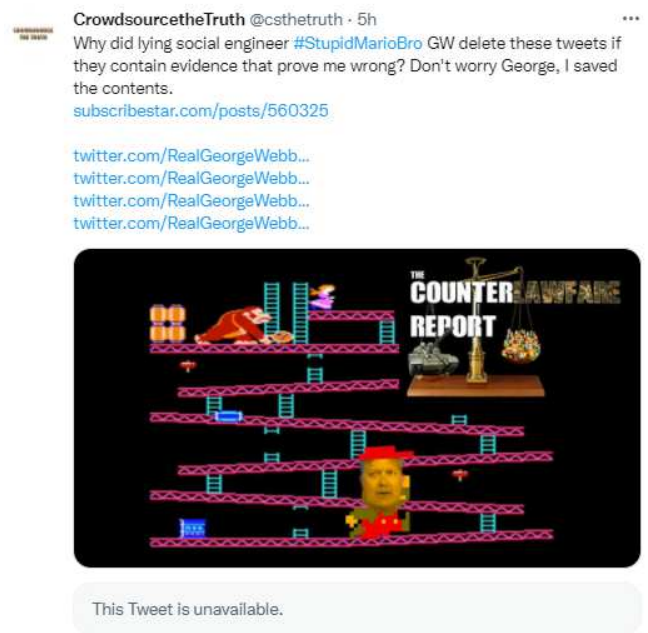 CrowdsourcetheTruth @csthetruth · 5h
Why did lying social engineer #StupidMarioBro GW delete these tweets if
they contain evidence that prove me wrong? Don't worry George, I saved
the contents.
subscribestar.com/posts/560325
twitter.com/RealGeorgeWebb...
twitter.com/RealGeorgeWebb...
twitter.com/RealGeorgeWebb...
twitter.com/RealGeorgeWebb...
THE
COUNTERLAWFARE
REPORT
This Tweet is unavailable.